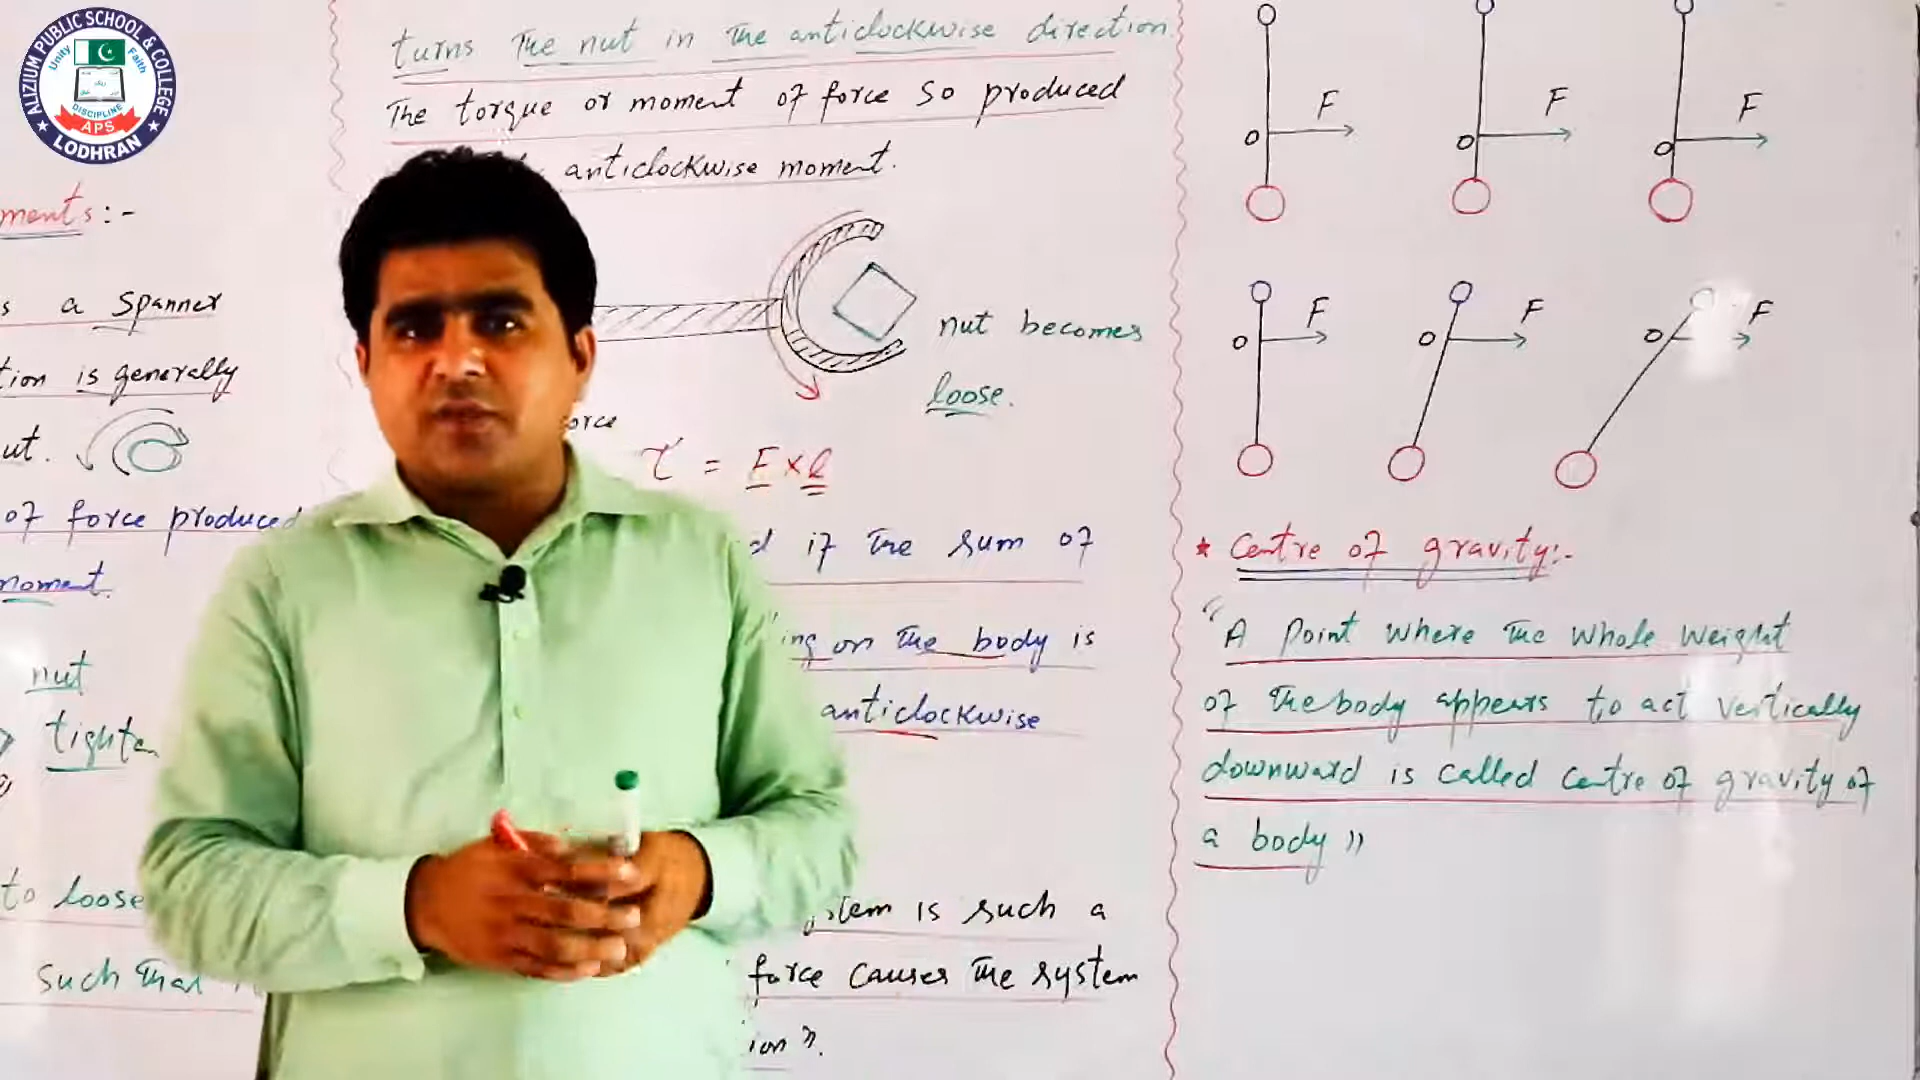 ALIZIUM PUBLIC SCHOOL & COLLEGE
Unity
Faith
DISCIPLINE
APS
LODHRAN
ments:-
s a spanner
tion is generally
ut.
of force produced
moment.
nut
tighten
to loose
such that
turns the nut in the anticlockwise direction.
The torque or moment of force so produced
anticlockwise moment.
nut becomes
loose.
orce
τ = F × l
d if the sum of
ing on the body is
anticlockwise
stem is such a
force causes the system
ion".
F F F
o o o
F F F
o o o
* Centre of gravity:-
"A point where the whole weight
of the body appears to act vertically
downward is called centre of gravity of
a body"